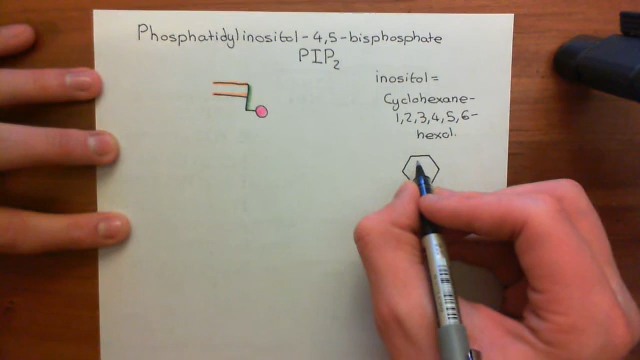 Phosphatidylinositol-4,5-bisphosphate
PIP2
inositol=
Cyclohexane-
1,2,3,4,5,6-
hexol.